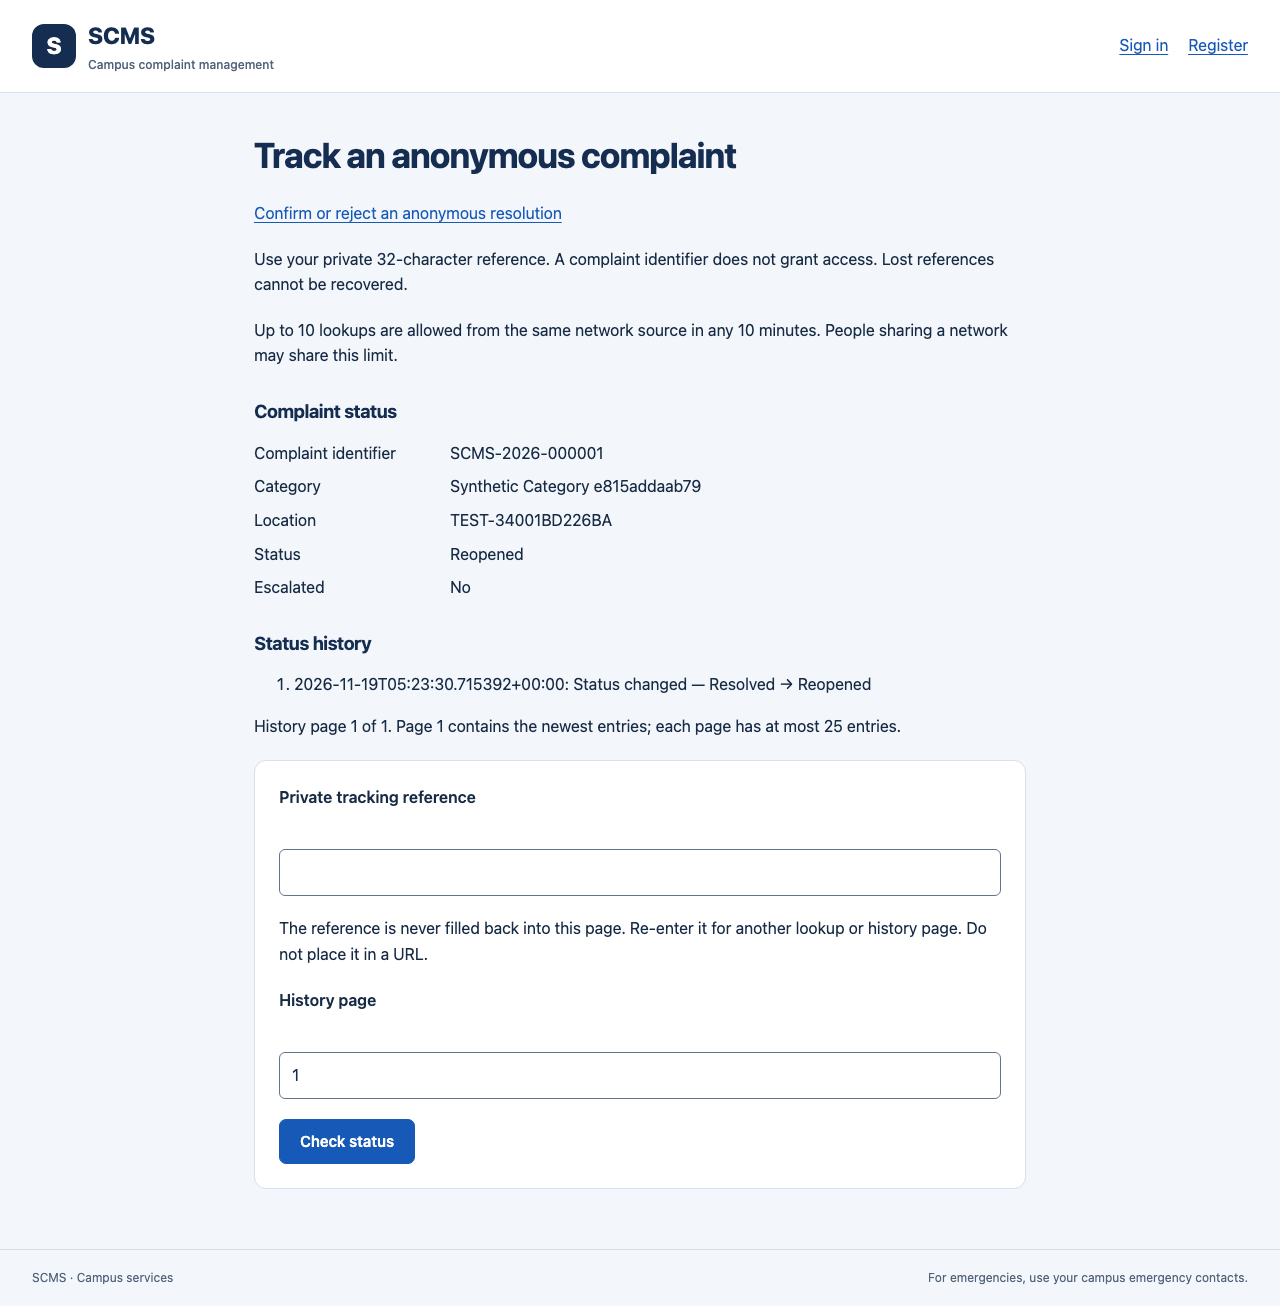 S
SCMS
Campus complaint management
Sign in
Register
Track an anonymous complaint
Confirm or reject an anonymous resolution
Use your private 32-character reference. A complaint identifier does not grant access. Lost references
cannot be recovered.
Up to 10 lookups are allowed from the same network source in any 10 minutes. People sharing a network
may share this limit.
Complaint status
Complaint identifier SCMS-2026-000001
Category Synthetic Category e815addaab79
Location TEST-34001BD226BA
Status Reopened
Escalated No
Status history
1. 2026-11-19T05:23:30.715392+00:00: Status changed — Resolved → Reopened
History page 1 of 1. Page 1 contains the newest entries; each page has at most 25 entries.
Private tracking reference
The reference is never filled back into this page. Re-enter it for another lookup or history page. Do
not place it in a URL.
History page
1
Check status
SCMS · Campus services
For emergencies, use your campus emergency contacts.